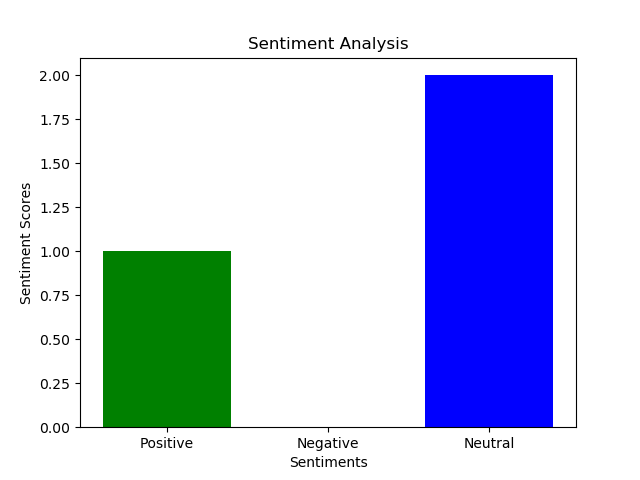 Sentiment Analysis
2.00
1.75
1.50
1.25
1.00
0.75
0.50
0.25
0.00
Sentiment Scores
Positive Negative Neutral
Sentiments